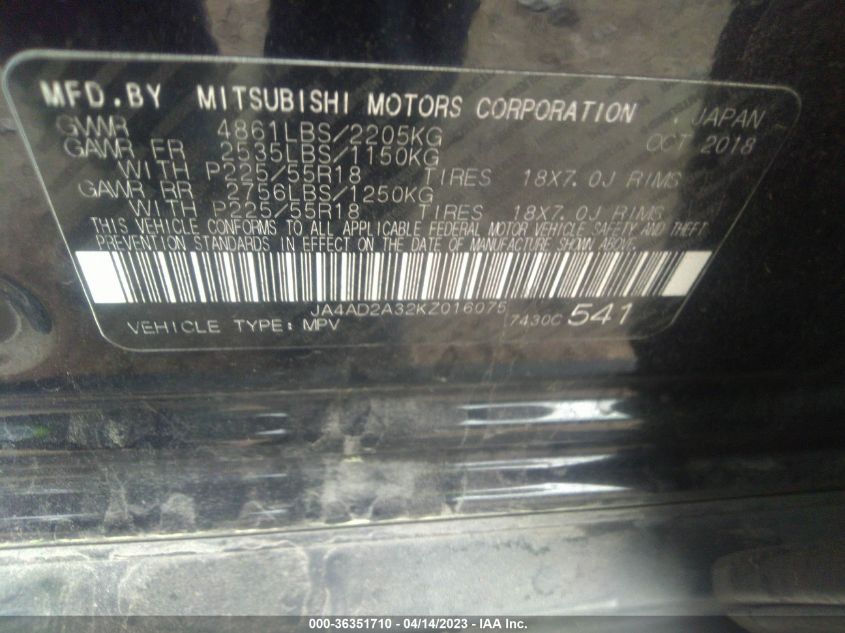 MFD.BY MITSUBISHI MOTORS CORPORATION , JAPAN
GVWR 4861LBS/2205KG OCT 2018
GAWR FR 2535LBS/1150KG
WITH P225/55R18 TIRES 18X7.0J RIMS
GAWR RR 2756LBS/1250KG
WITH P225/55R18 TIRES 18X7.0J RIMS
THIS VEHICLE CONFORMS TO ALL APPLICABLE FEDERAL MOTOR VEHICLE SAFETY AND THEFT
PREVENTION STANDARDS IN EFFECT ON THE DATE OF MANUFACTURE SHOWN ABOVE.
JA4AD2A32KZ016075
VEHICLE TYPE: MPV 7430C 541
000-36351710 - 04/14/2023 - IAA Inc.